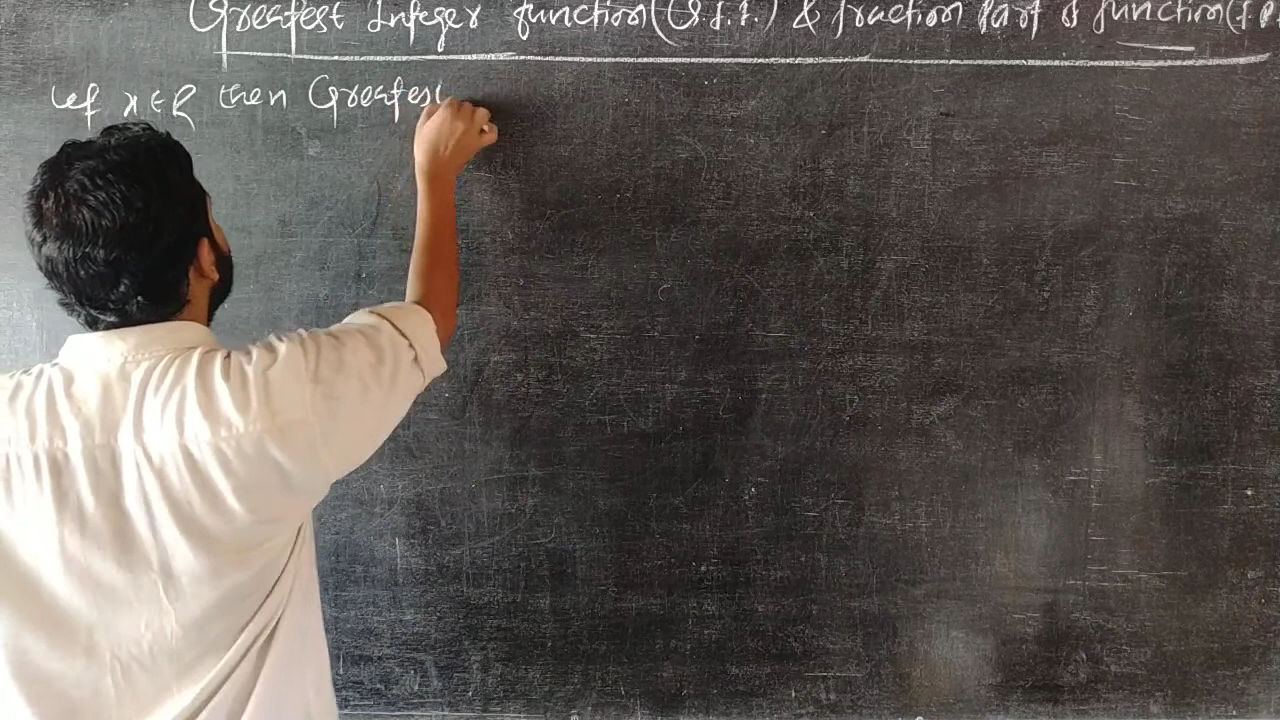 Greatest Integer function(G.I.F.) & fraction Part of function(f.P
Let x ∈ R then Greatest